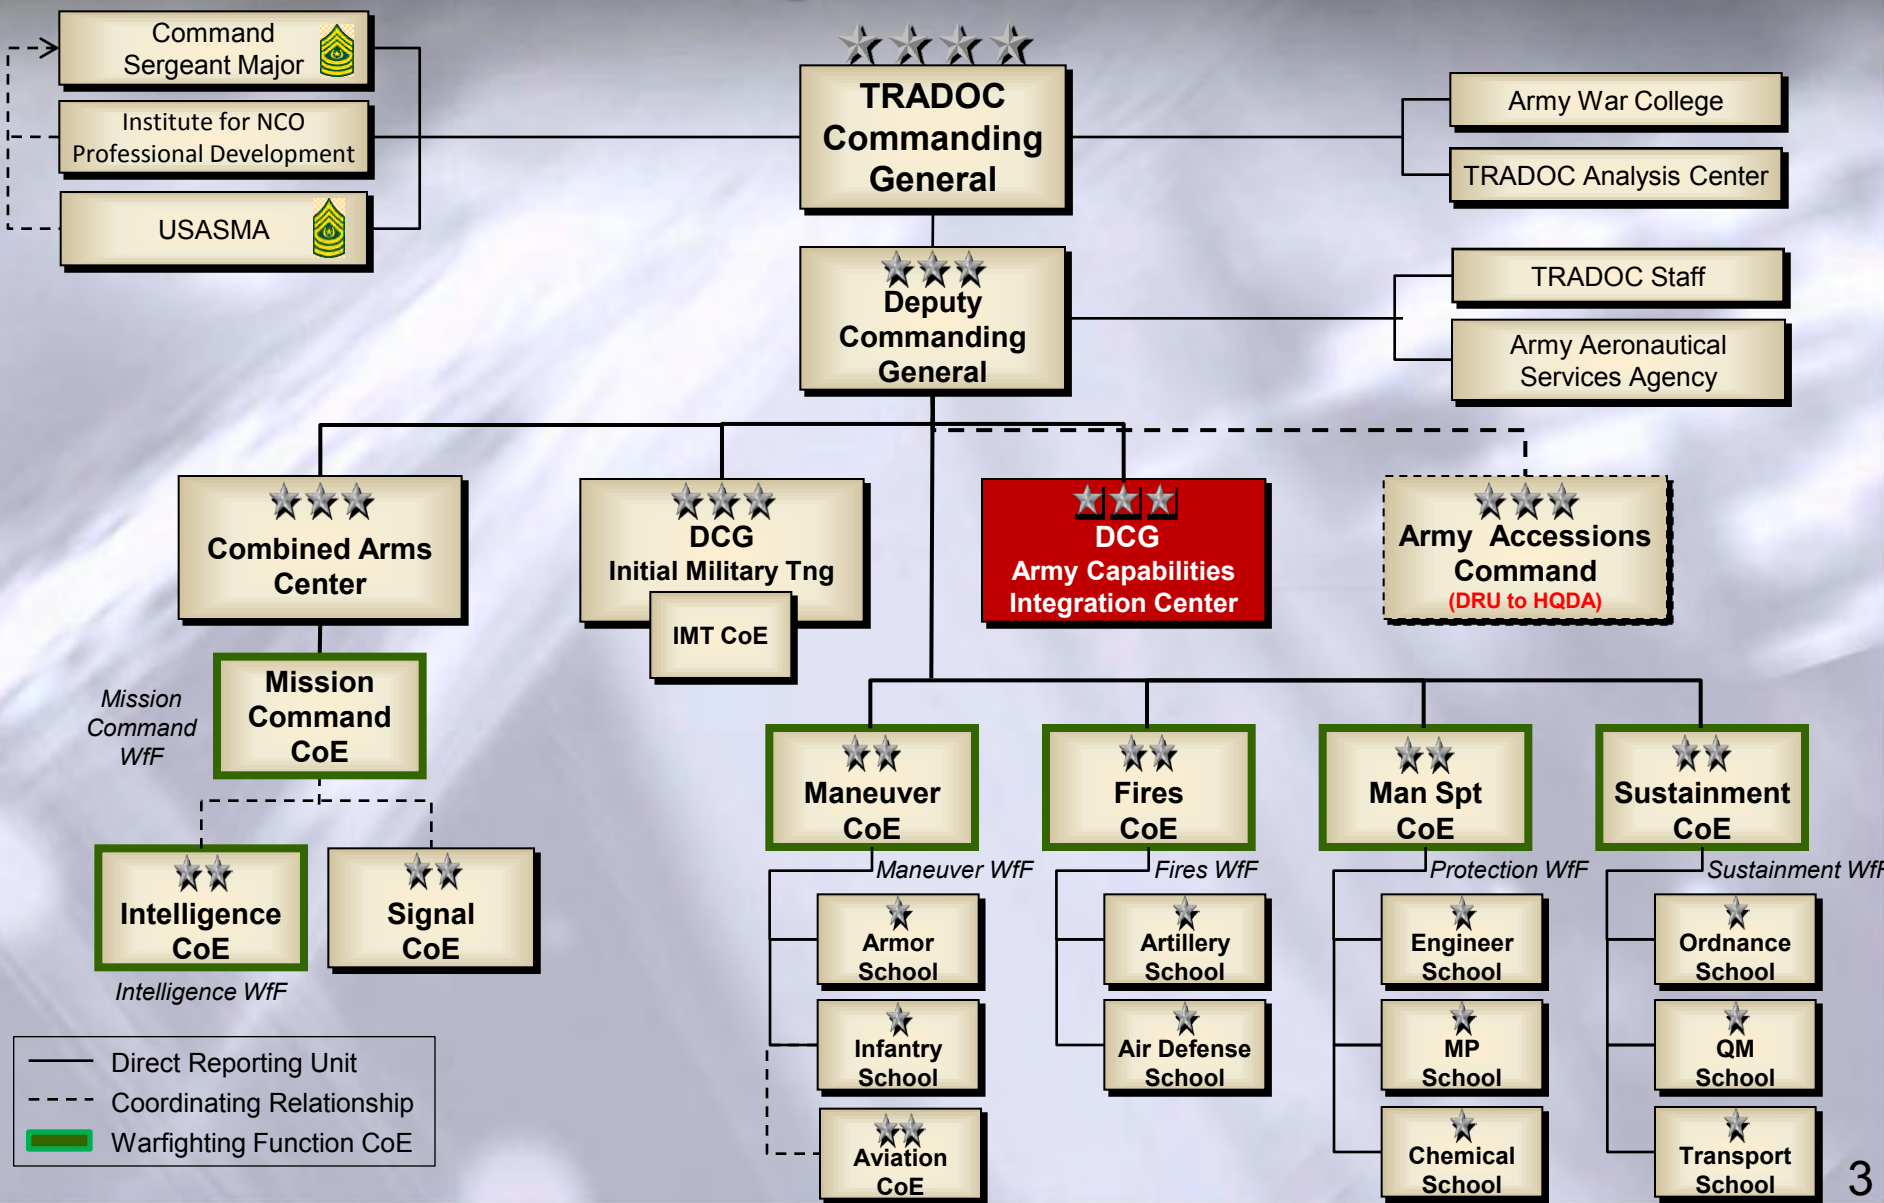 Command
Sergeant Major
Institute for NCO
Professional Development
USASMA
TRADOC
Commanding
General
Army War College
TRADOC Analysis Center
Deputy
Commanding
General
TRADOC Staff
Army Aeronautical
Services Agency
Combined Arms
Center
DCG
Initial Military Tng
IMT CoE
DCG
Army Capabilities
Integration Center
Army Accessions
Command
(DRU to HQDA)
Mission
Command
WfF
Mission
Command
CoE
Intelligence
CoE
Intelligence WfF
Signal
CoE
Maneuver
CoE
Maneuver WfF
Armor
School
Infantry
School
Aviation
CoE
Fires
CoE
Fires WfF
Artillery
School
Air Defense
School
Man Spt
CoE
Protection WfF
Engineer
School
MP
School
Chemical
School
Sustainment
CoE
Sustainment WfF
Ordnance
School
QM
School
Transport
School
Direct Reporting Unit
Coordinating Relationship
Warfighting Function CoE
3